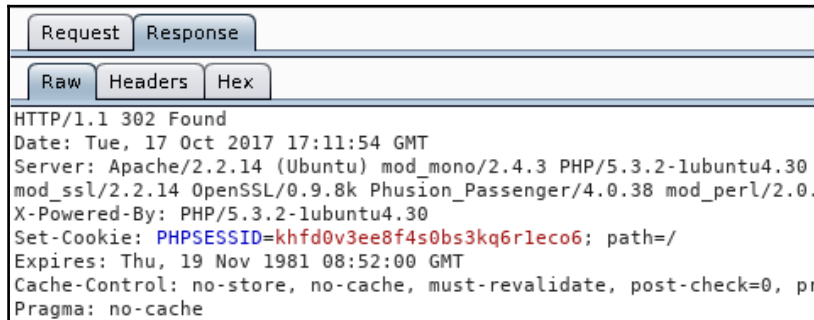 Request Response
Raw Headers Hex
HTTP/1.1 302 Found
Date: Tue, 17 Oct 2017 17:11:54 GMT
Server: Apache/2.2.14 (Ubuntu) mod_mono/2.4.3 PHP/5.3.2-1ubuntu4.30
mod_ssl/2.2.14 OpenSSL/0.9.8k Phusion_Passenger/4.0.38 mod_perl/2.0.
X-Powered-By: PHP/5.3.2-1ubuntu4.30
Set-Cookie: PHPSESSID=khfd0v3ee8f4s0bs3kq6r1eco6; path=/
Expires: Thu, 19 Nov 1981 08:52:00 GMT
Cache-Control: no-store, no-cache, must-revalidate, post-check=0, pr
Pragma: no-cache